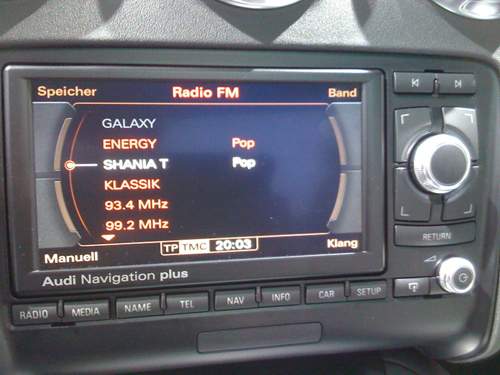 Speicher Radio FM Band
GALAXY
ENERGY Pop
SHANIA T Pop
KLASSIK
93.4 MHz
99.2 MHz
Manuell TP TMC 20:03 Klang
Audi Navigation plus
RETURN
RADIO MEDIA NAME TEL NAV INFO CAR SETUP